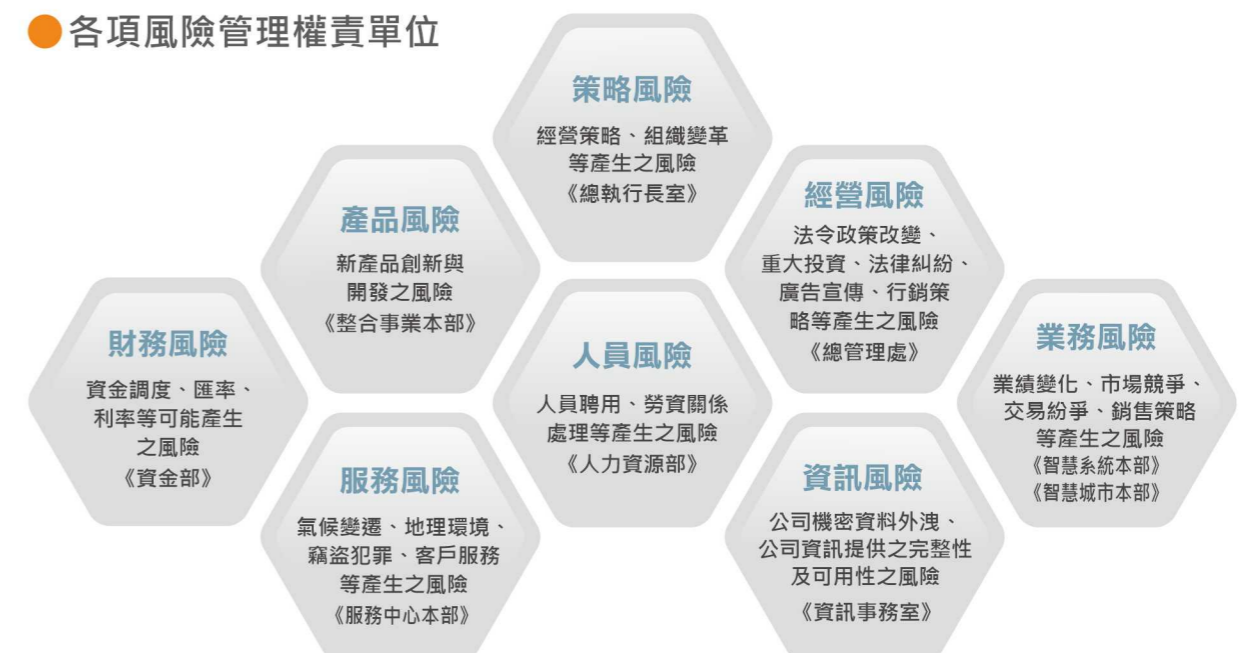 各項風險管理權責單位
策略風險
經營策略、組織變革
等產生之風險
《總執行長室》
產品風險
新產品創新與
開發之風險
《整合事業本部》
經營風險
法令政策改變、
重大投資、法律糾紛、
廣告宣傳、行銷策
略等產生之風險
《總管理處》
財務風險
資金調度、匯率、
利率等可能產生
之風險
《資金部》
人員風險
人員聘用、勞資關係
處理等產生之風險
《人力資源部》
業務風險
業績變化、市場競爭、
交易紛爭、銷售策略
等產生之風險
《智慧系統本部》
《智慧城市本部》
服務風險
氣候變遷、地理環境、
竊盜犯罪、客戶服務
等產生之風險
《服務中心本部》
資訊風險
公司機密資料外洩、
公司資訊提供之完整性
及可用性之風險
《資訊事務室》